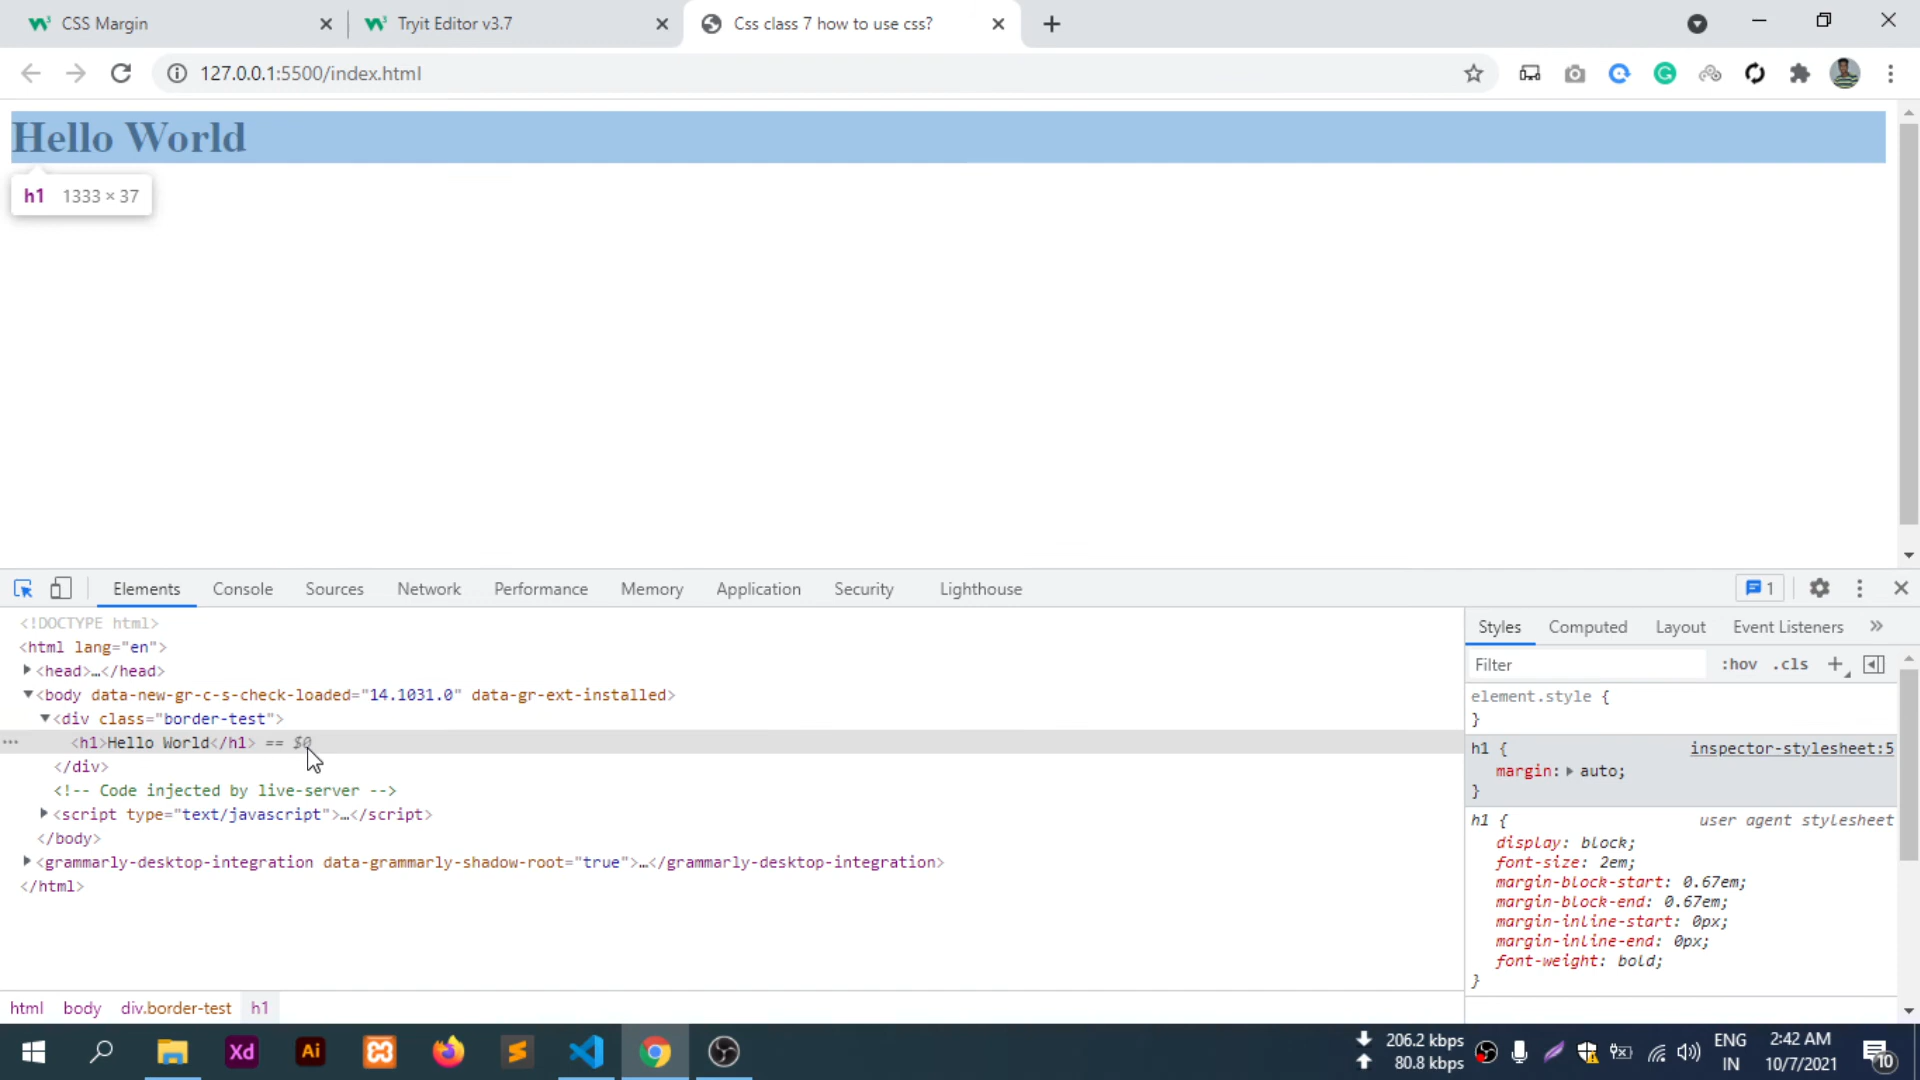 CSS Margin
Tryit Editor v3.7
Css class 7 how to use css?
127.0.0.1:5500/index.html
Hello World
h1 1333 × 37
Elements Console Sources Network Performance Memory Application Security Lighthouse 1
<!DOCTYPE html>
<html lang="en">
<head>…</head>
<body data-new-gr-c-s-check-loaded="14.1031.0" data-gr-ext-installed>
<div class="border-test">
<h1>Hello World</h1> == $0
</div>
<!-- Code injected by live-server -->
<script type="text/javascript">…</script>
</body>
<grammarly-desktop-integration data-grammarly-shadow-root="true">…</grammarly-desktop-integration>
</html>
html body div.border-test h1
Styles Computed Layout Event Listeners »
Filter :hov .cls +
element.style {
}
h1 { inspector-stylesheet:5
margin: auto;
}
h1 { user agent stylesheet
display: block;
font-size: 2em;
margin-block-start: 0.67em;
margin-block-end: 0.67em;
margin-inline-start: 0px;
margin-inline-end: 0px;
font-weight: bold;
}
Xd Ai
206.2 kbps
80.8 kbps
ENG
IN
2:42 AM
10/7/2021
10